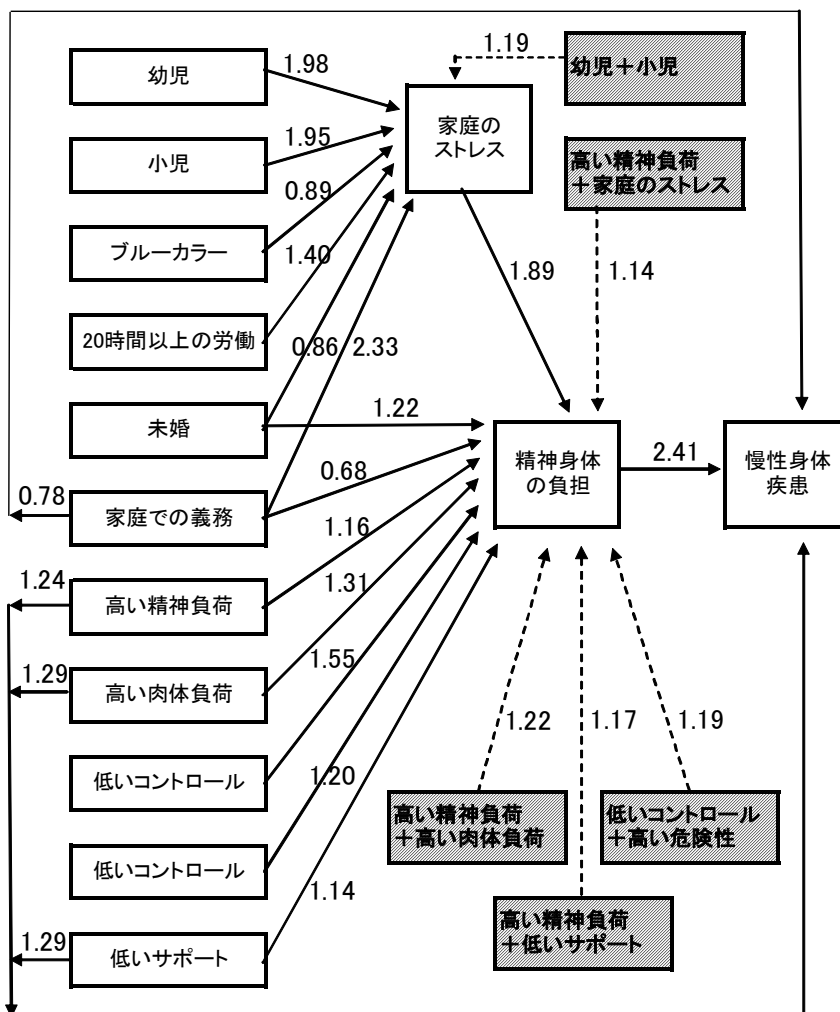 1.98
1.19
幼児
幼児＋小児
家庭の
ストレス
小児
1.95
高い精神負荷
＋家庭のストレス
0.89
ブルーカラー
1.40
1.89
1.14
20時間以上の労働
0.86
2.33
未婚
1.22
精神身体
の負担
2.41
慢性身体
疾患
0.68
0.78
家庭での義務
1.16
1.24
高い精神負荷
1.31
1.29
高い肉体負荷
1.55
1.22
1.17
1.19
低いコントロール
1.20
高い精神負荷
＋高い肉体負荷
低いコントロール
＋高い危険性
低いコントロール
1.14
高い精神負荷
＋低いサポート
1.29
低いサポート